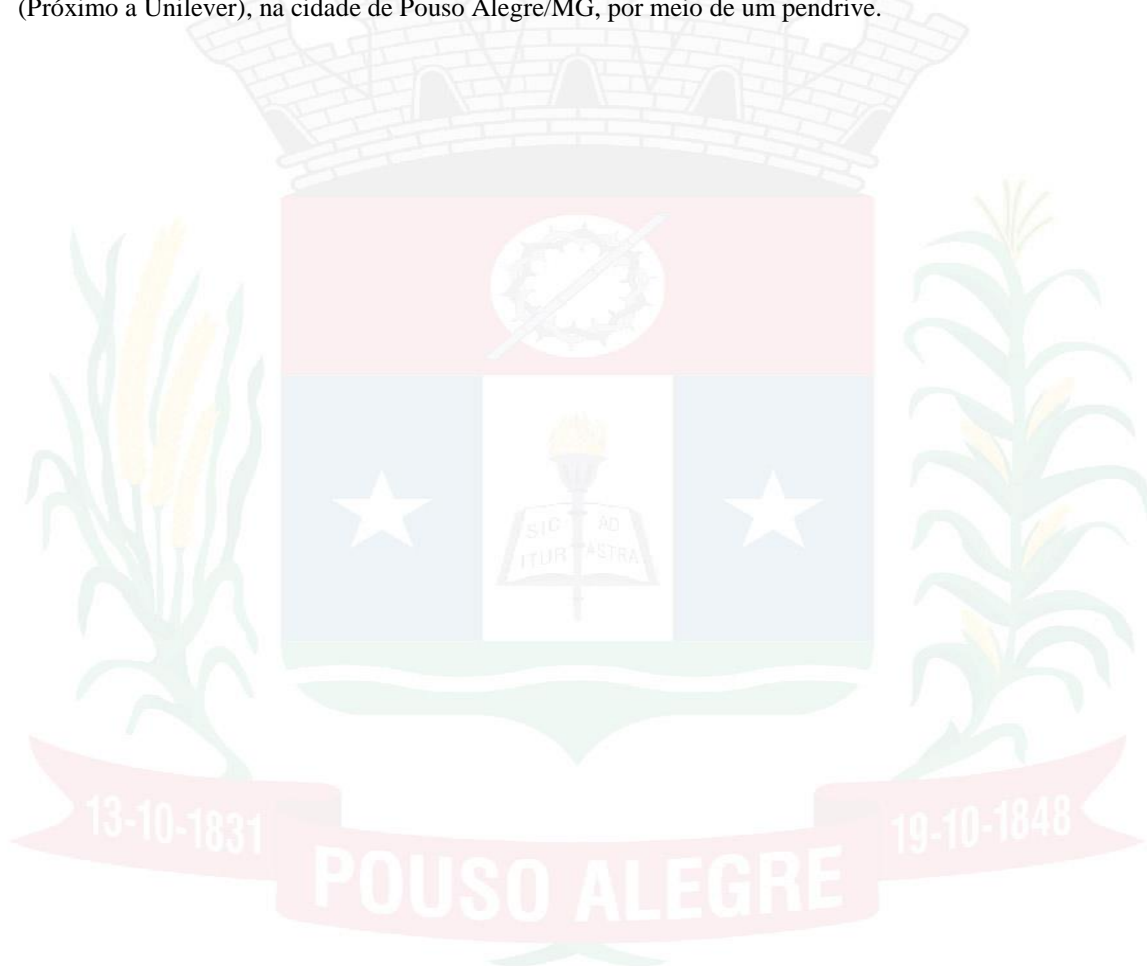 (Próximo a Unilever), na cidade de Pouso Alegre/MG, por meio de um pendrive.
SIC AD
ITUR ASTRA
13-10-1831
19-10-1848
POUSO ALEGRE